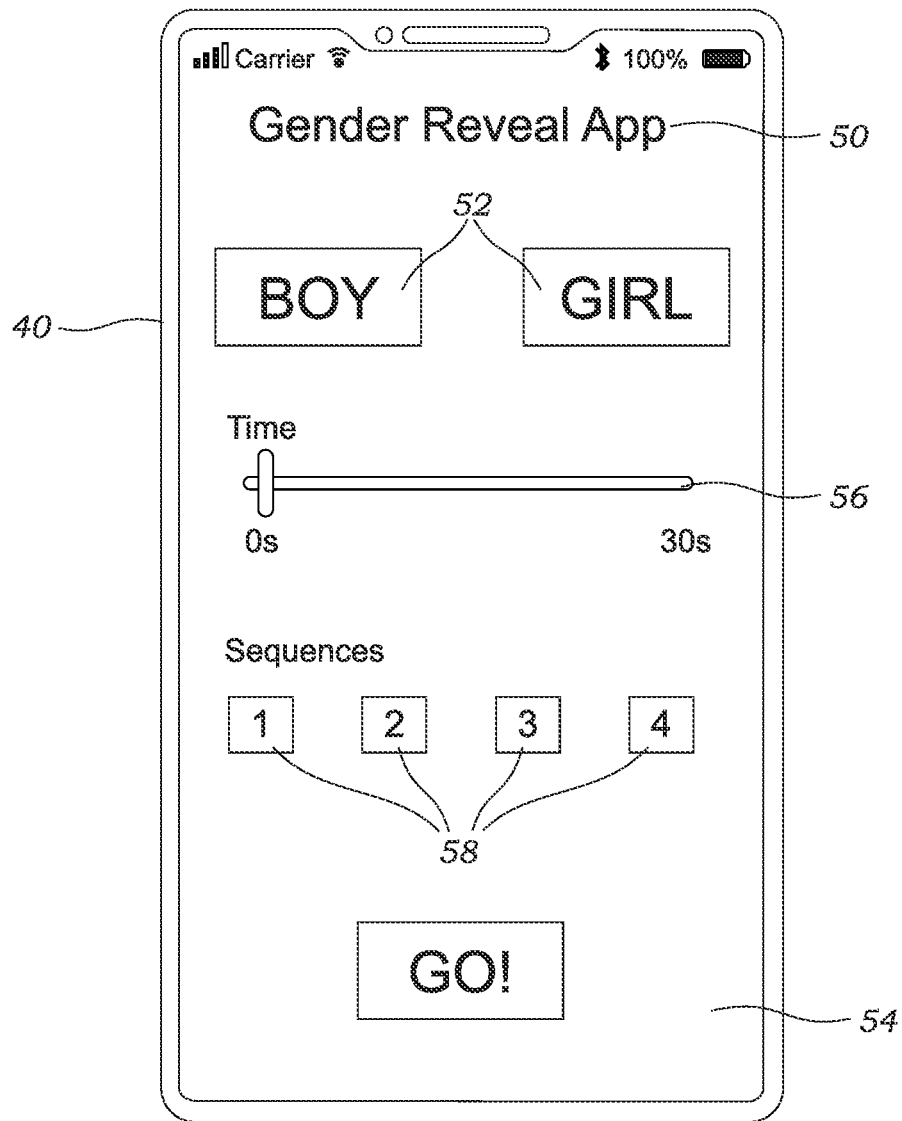 Carrier 100%
Gender Reveal App 50
52
BOY GIRL
40
Time
56
0s 30s
Sequences
1 2 3 4
58
GO!
54